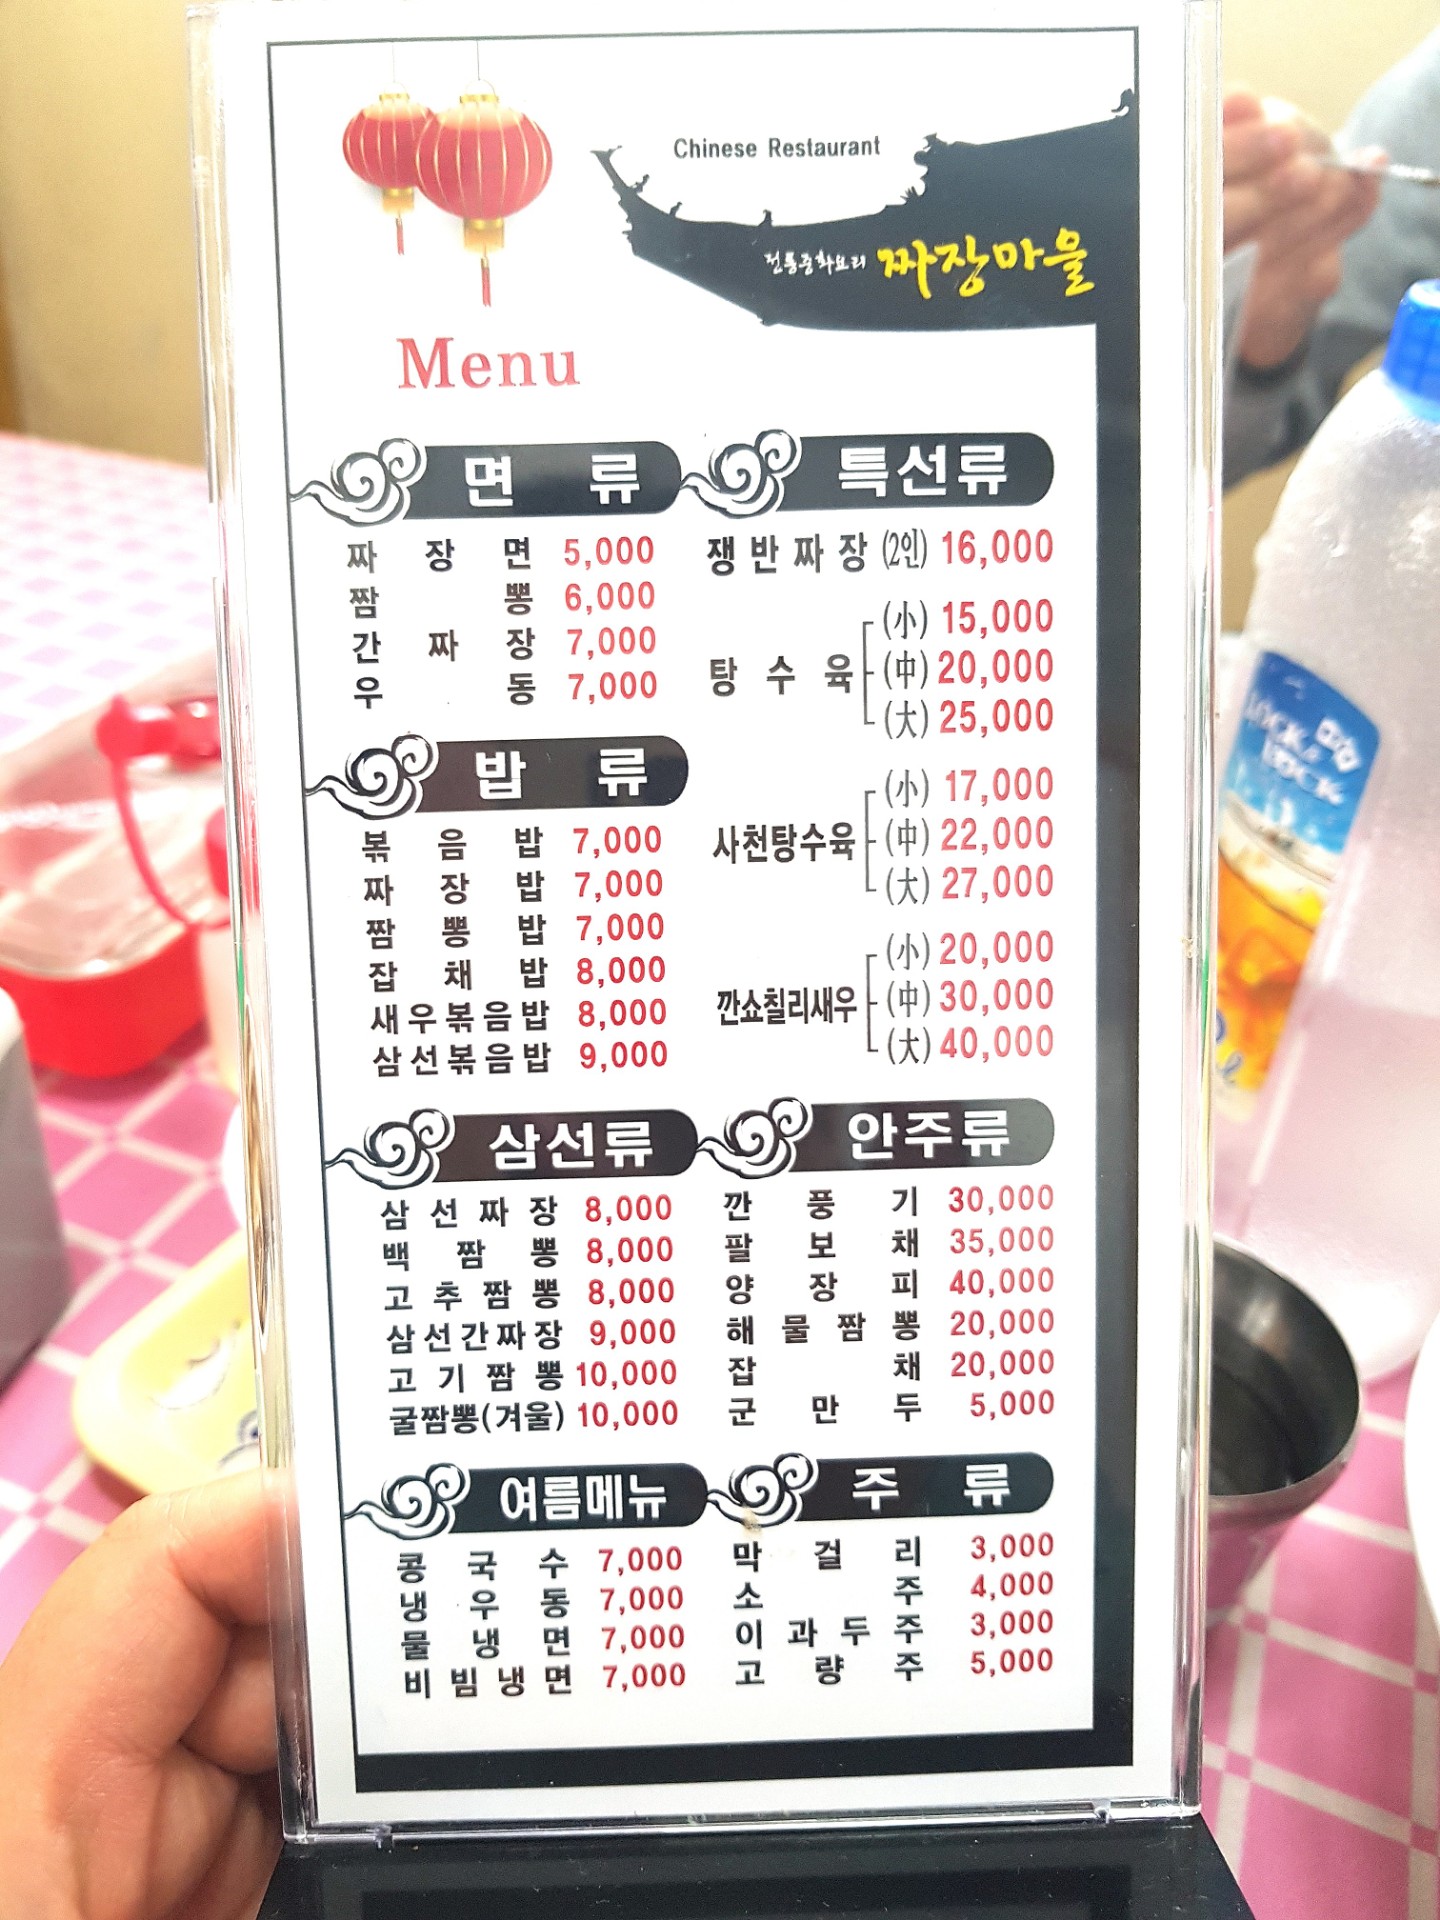 Chinese Restaurant
전통중화요리 짜장마을
Menu
면 류
짜 장 면 5,000
짬 뽕 6,000
간 짜 장 7,000
우 동 7,000
밥 류
볶 음 밥 7,000
짜 장 밥 7,000
짬 뽕 밥 7,000
잡 채 밥 8,000
새우볶음밥 8,000
삼선볶음밥 9,000
삼선류
삼 선 짜 장 8,000
백 짬 뽕 8,000
고 추 짬 뽕 8,000
삼선간짜장 9,000
고 기 짬 뽕 10,000
굴짬뽕(겨울) 10,000
여름메뉴
콩 국 수 7,000
냉 우 동 7,000
물 냉 면 7,000
비 빔 냉 면 7,000
특선류
쟁 반 짜 장 (2인) 16,000
탕 수 육
(小) 15,000
(中) 20,000
(大) 25,000
사천탕수육
(小) 17,000
(中) 22,000
(大) 27,000
깐쇼칠리새우
(小) 20,000
(中) 30,000
(大) 40,000
안주류
깐 풍 기 30,000
팔 보 채 35,000
양 장 피 40,000
해 물 짬 뽕 20,000
잡 채 20,000
군 만 두 5,000
주 류
막 걸 리 3,000
소 주 4,000
이 과 두 주 3,000
고 량 주 5,000
LOCK&
LOCK